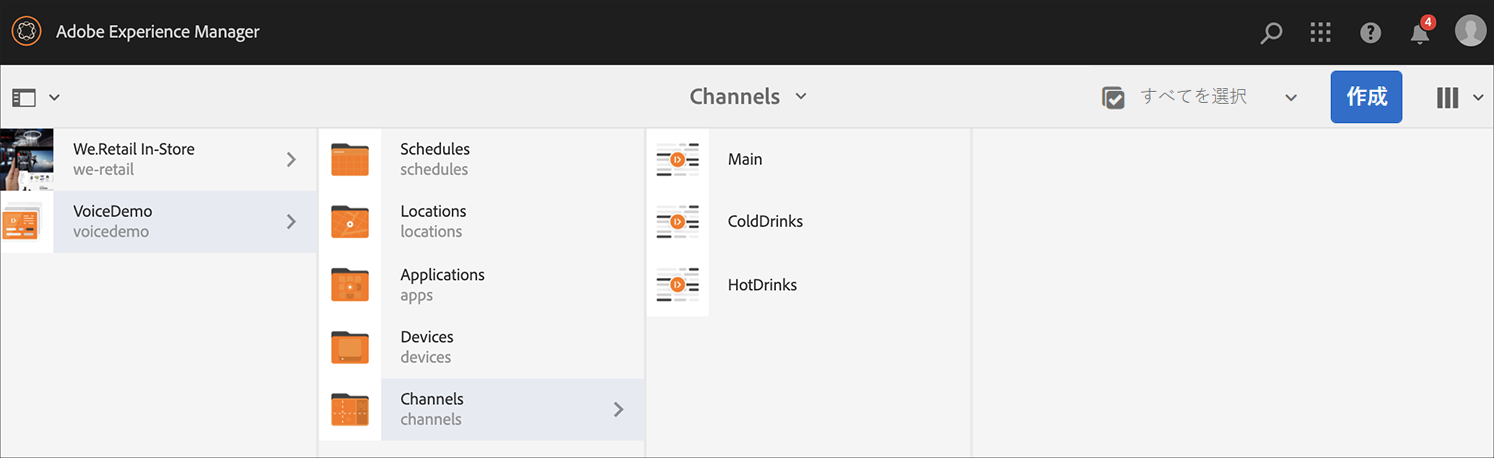 Adobe Experience Manager
4
Channels
すべてを選択
作成
We.Retail In-Store
we-retail
VoiceDemo
voicedemo
Schedules
schedules
Locations
locations
Applications
apps
Devices
devices
Channels
channels
Main
ColdDrinks
HotDrinks